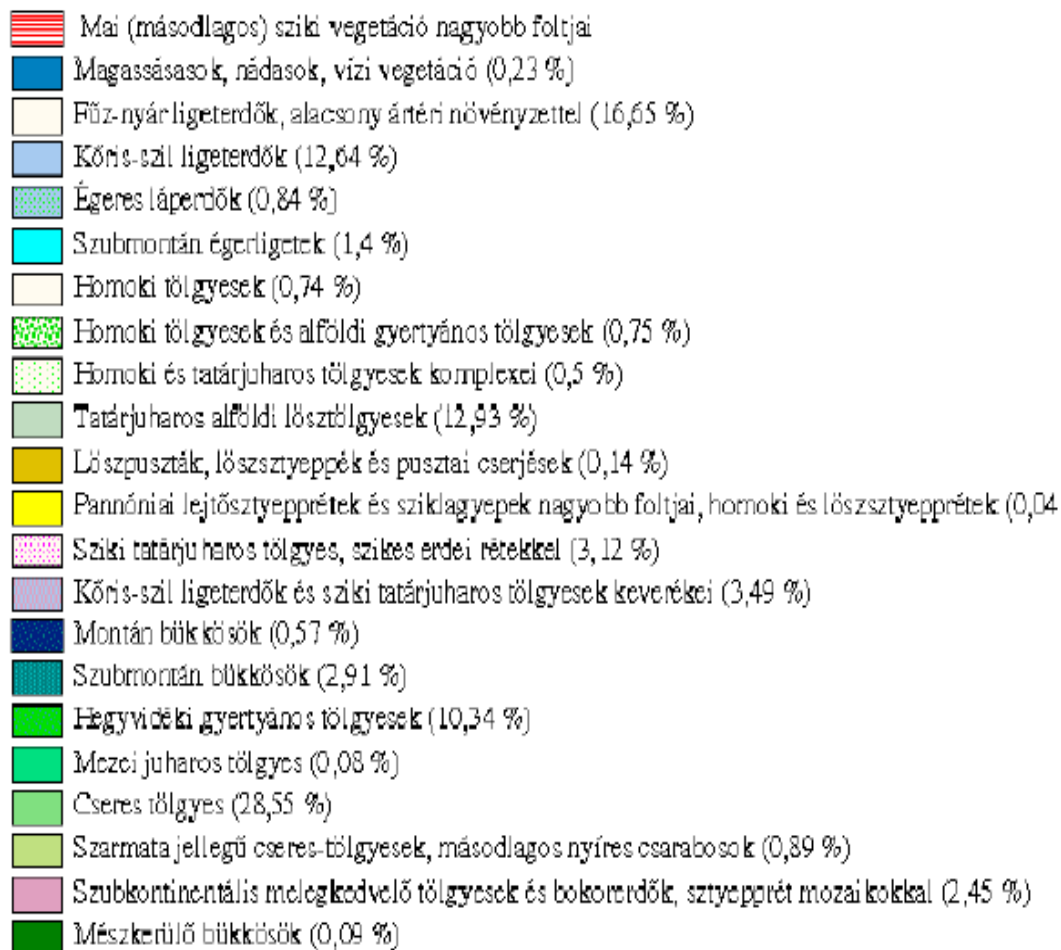 Mai (másodlagos) sziki vegetáció nagyobb foltjai
Magassásasok, nádasok, vízi vegetáció (0,23 %)
Fűz-nyár ligeterdők, alacsony ártéri növényzettel (16,65 %)
Kőris-szil ligeterdők (12,64 %)
Égeres láperdők (0,84 %)
Szubmontán égerligetek (1,4 %)
Homoki tölgyesek (0,74 %)
Homoki tölgyesek és alföldi gyertyános tölgyesek (0,75 %)
Homoki és tatárjuharos tölgyesek komplexei (0,5 %)
Tatárjuharos alföldi lösztölgyesek (12,93 %)
Löszpuszták, löszsztyeppék és pusztai cserjések (0,14 %)
Pannóniai lejtősztyepprétek és sziklagyepek nagyobb foltjai, homoki és löszsztyepprétek (0,04
Sziki tatárjuharos tölgyes, szikes erdei rétekkel (3,12 %)
Kőris-szil ligeterdők és sziki tatárjuharos tölgyesek keverékei (3,49 %)
Montán bükkösök (0,57 %)
Szubmontán bükkösök (2,91 %)
Hegyvidéki gyertyános tölgyesek (10,34 %)
Mezei juharos tölgyes (0,08 %)
Cseres tölgyes (28,55 %)
Szarmata jellegű cseres-tölgyesek, másodlagos nyíres csarabosok (0,89 %)
Szubkontinentális melegkedvelő tölgyesek és bokorerdők, sztyepprét mozaikokkal (2,45 %)
Mészkerülő bükkösök (0,09 %)